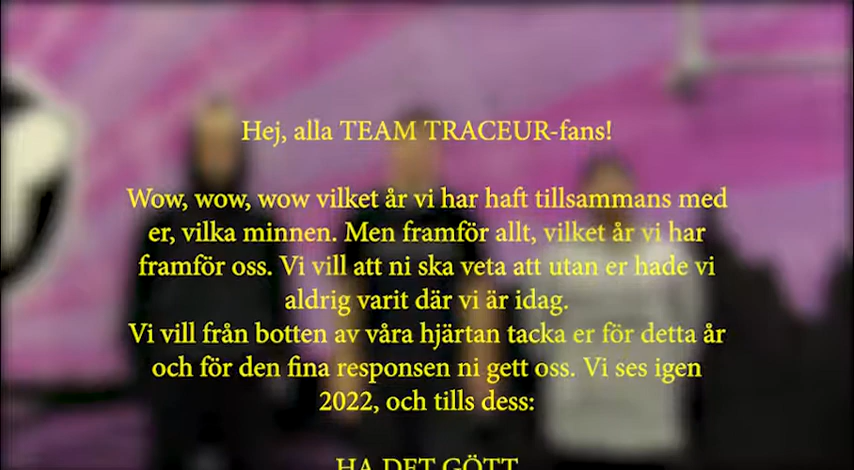 Hej, alla TEAM TRACEUR-fans!
Wow, wow, wow vilket år vi har haft tillsammans med
er, vilka minnen. Men framför allt, vilket år vi har
framför oss. Vi vill att ni ska veta att utan er hade vi
aldrig varit där vi är idag.
Vi vill från botten av våra hjärtan tacka er för detta år
och för den fina responsen ni gett oss. Vi ses igen
2022, och tills dess:
HA DET GÖTT